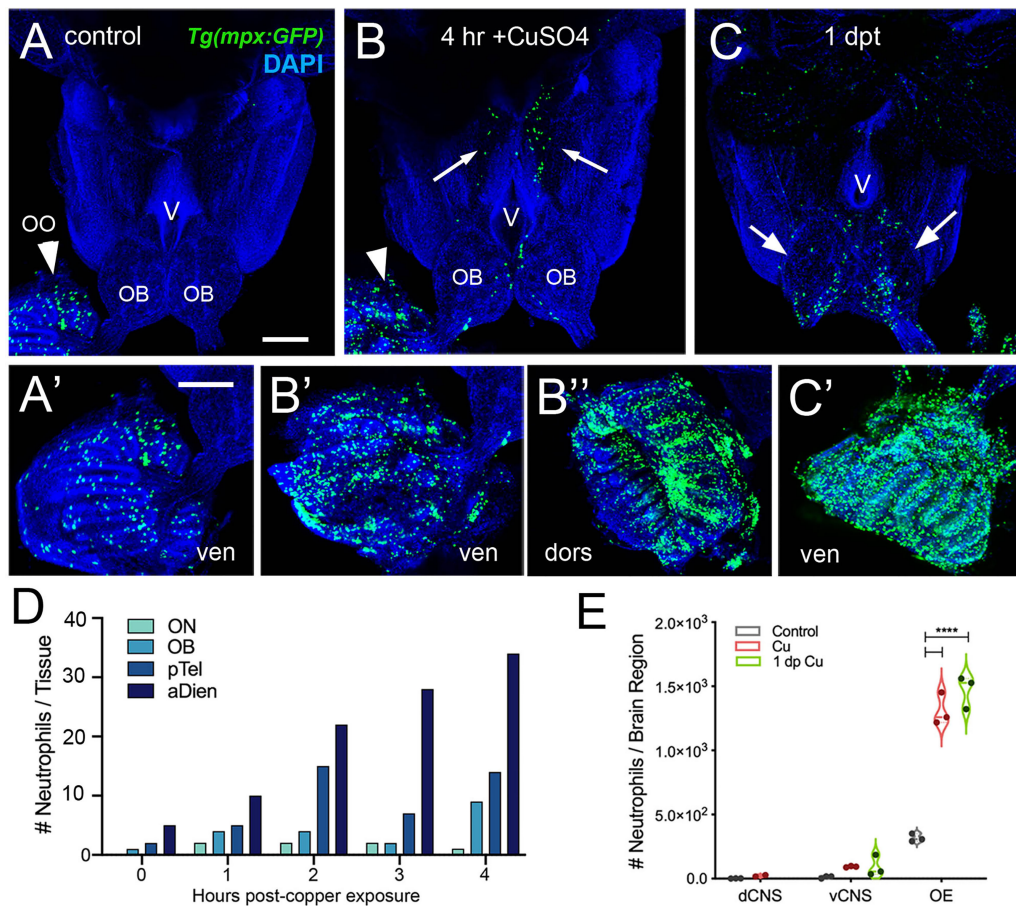 A control
Tg(mpx:GFP)
DAPI
OO
V
OB OB
B 4 hr +CuSO4
V
OB OB
C 1 dpt
V
A'
ven
B'
ven
B''
dors
C'
ven
D
# Neutrophils / Tissue
40
30
20
10
0
ON
OB
pTel
aDien
0 1 2 3 4
Hours post-copper exposure
E
# Neutrophils / Brain Region
2.0×10³
1.5×10³
1.0×10³
5.0×10²
0.0
Control
Cu
1 dp Cu
****
dCNS vCNS OE